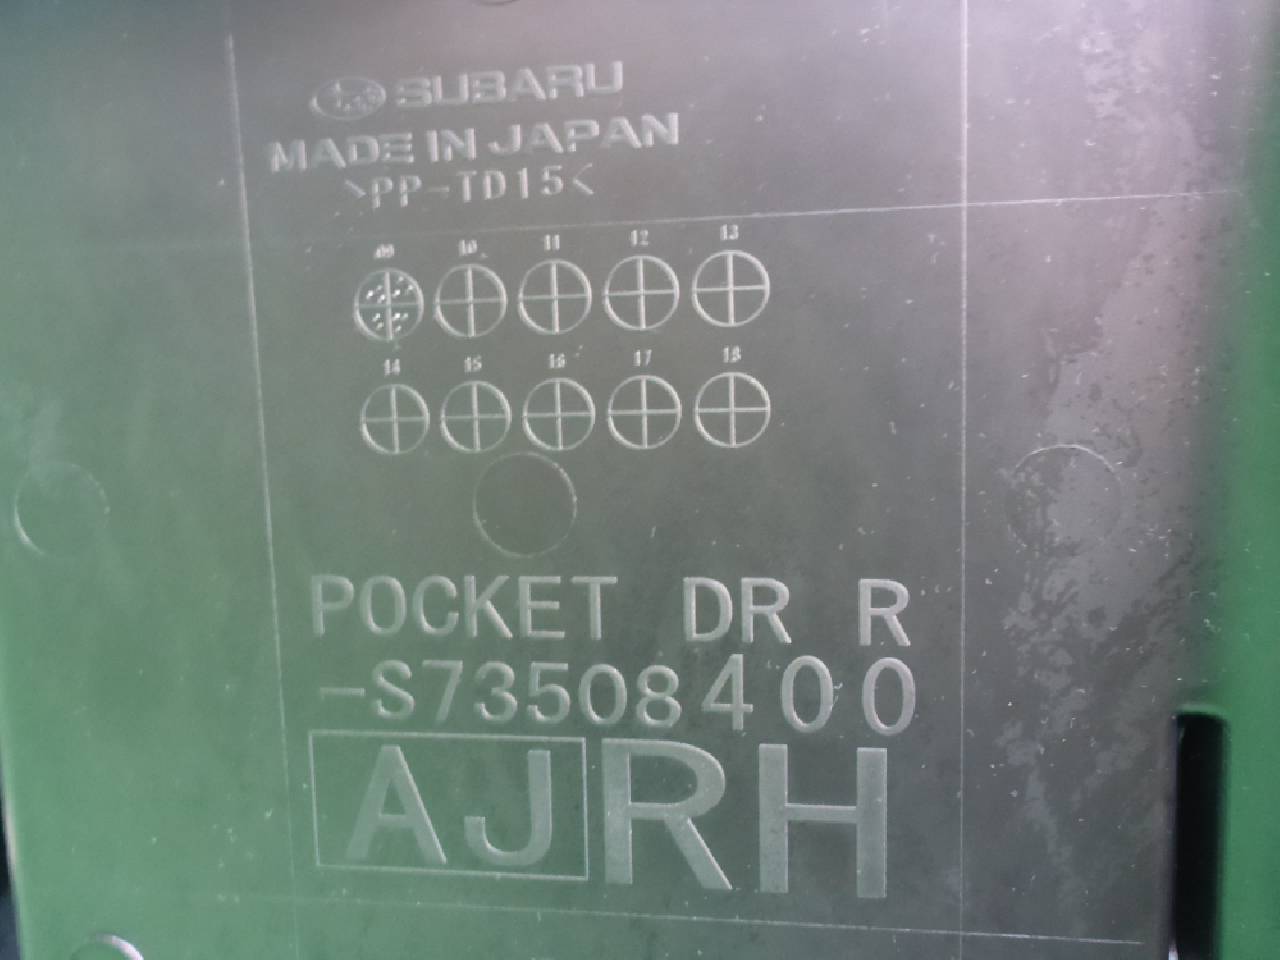 SUBARU
MADE IN JAPAN
>PP-TD15<
09 10 11 12 13
14 15 16 17 18
POCKET DR R
-S73508400
AJRH